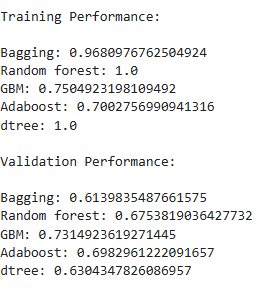 Training Performance:
Bagging: 0.9680976762504924
Random forest: 1.0
GBM: 0.7504923198109492
Adaboost: 0.7002756990941316
dtree: 1.0
Validation Performance:
Bagging: 0.6139835487661575
Random forest: 0.6753819036427732
GBM: 0.7314923619271445
Adaboost: 0.6982961222091657
dtree: 0.6304347826086957